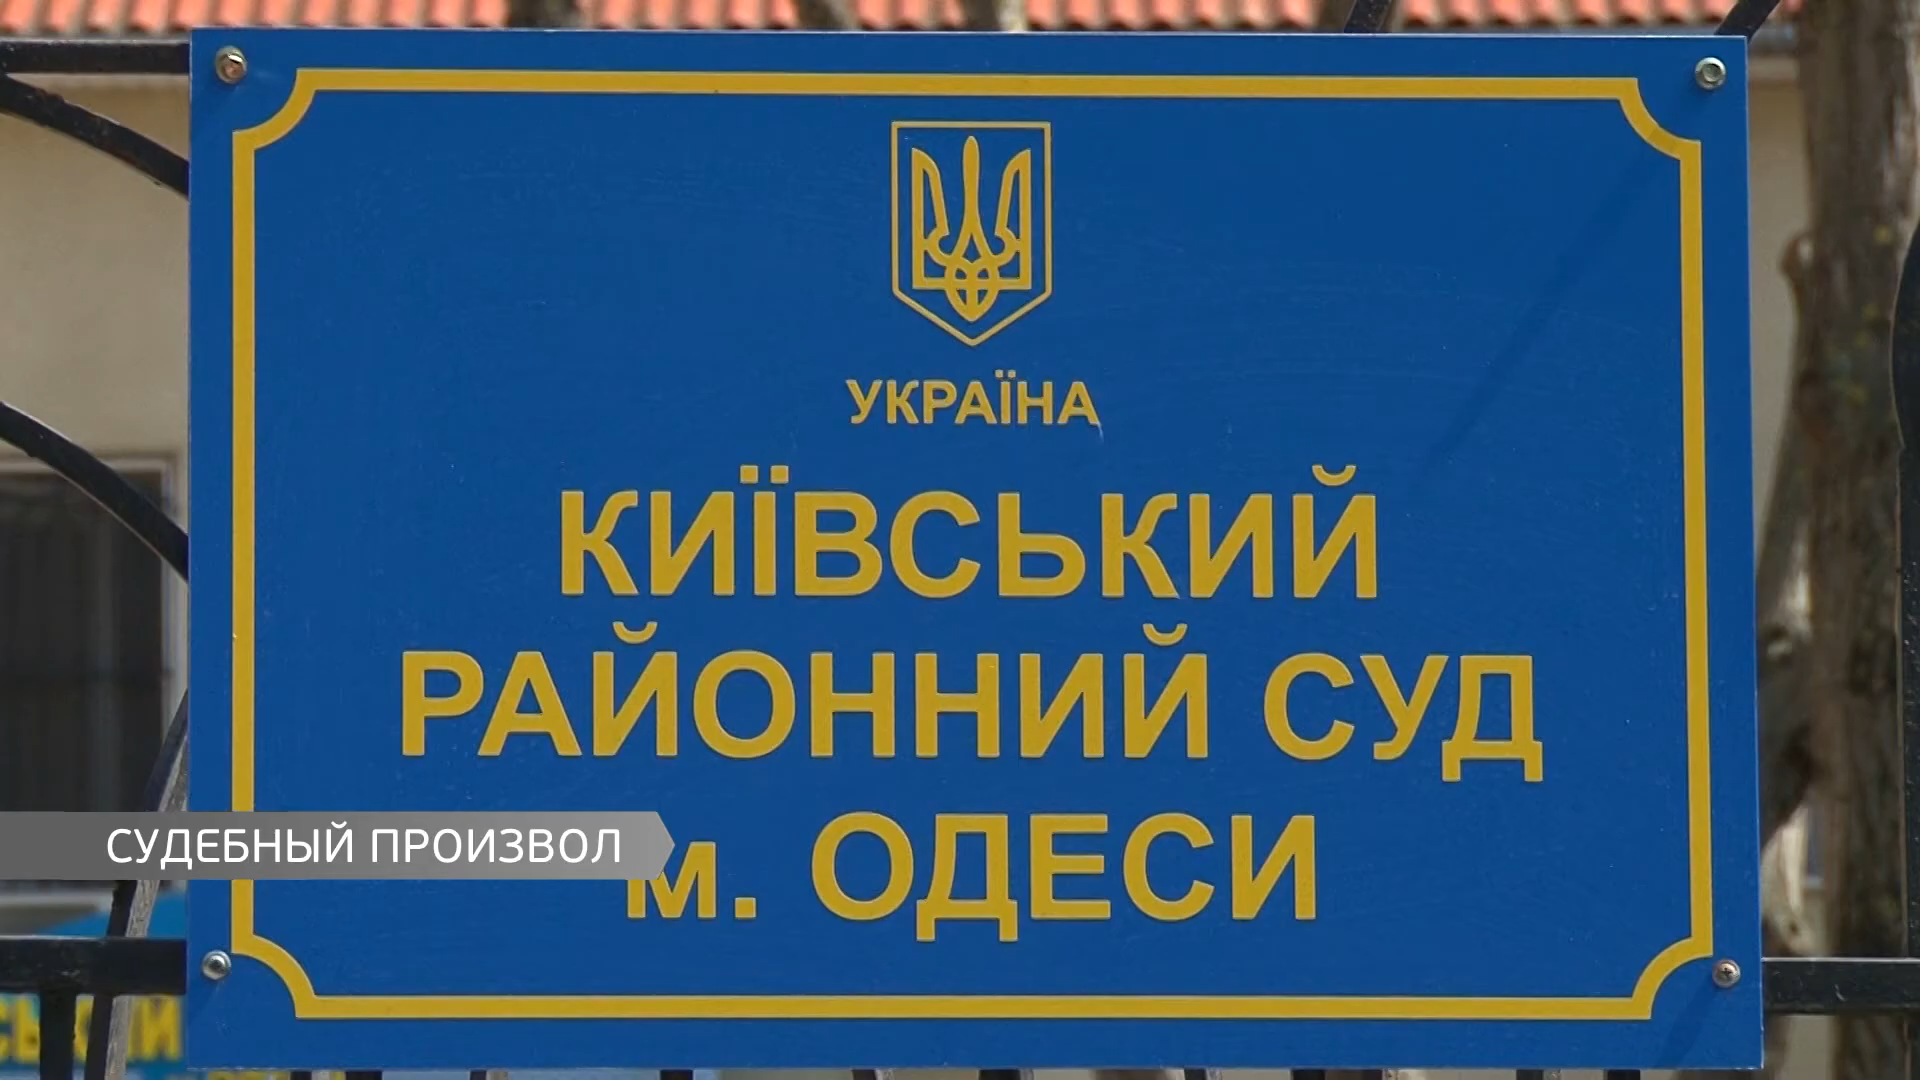 УКРАЇНА
КИЇВСЬКИЙ
РАЙОННИЙ СУД
м. ОДЕСИ
СУДЕБНЫЙ ПРОИЗВОЛ